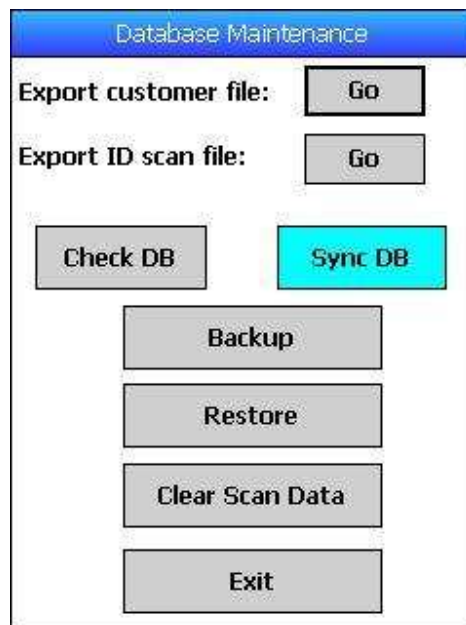 Database Maintenance
Export customer file: Go
Export ID scan file: Go
Check DB Sync DB
Backup
Restore
Clear Scan Data
Exit